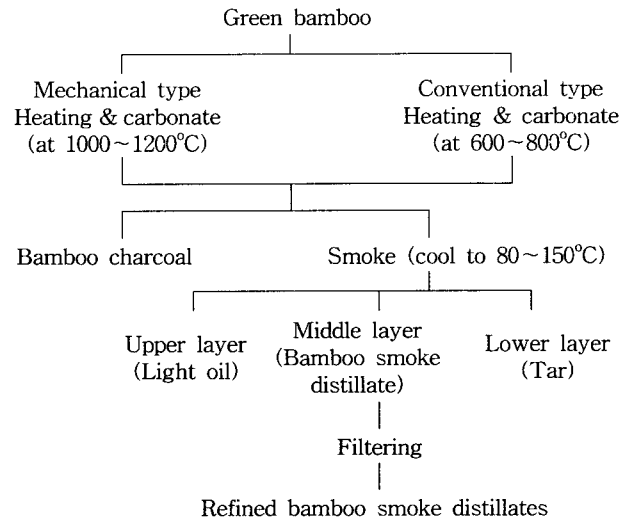 Green bamboo
Mechanical type
Heating & carbonate
(at 1000~1200°C)
Conventional type
Heating & carbonate
(at 600~800°C)
Bamboo charcoal
Smoke (cool to 80~150°C)
Upper layer
(Light oil)
Middle layer
(Bamboo smoke
distillate)
Lower layer
(Tar)
Filtering
Refined bamboo smoke distillates